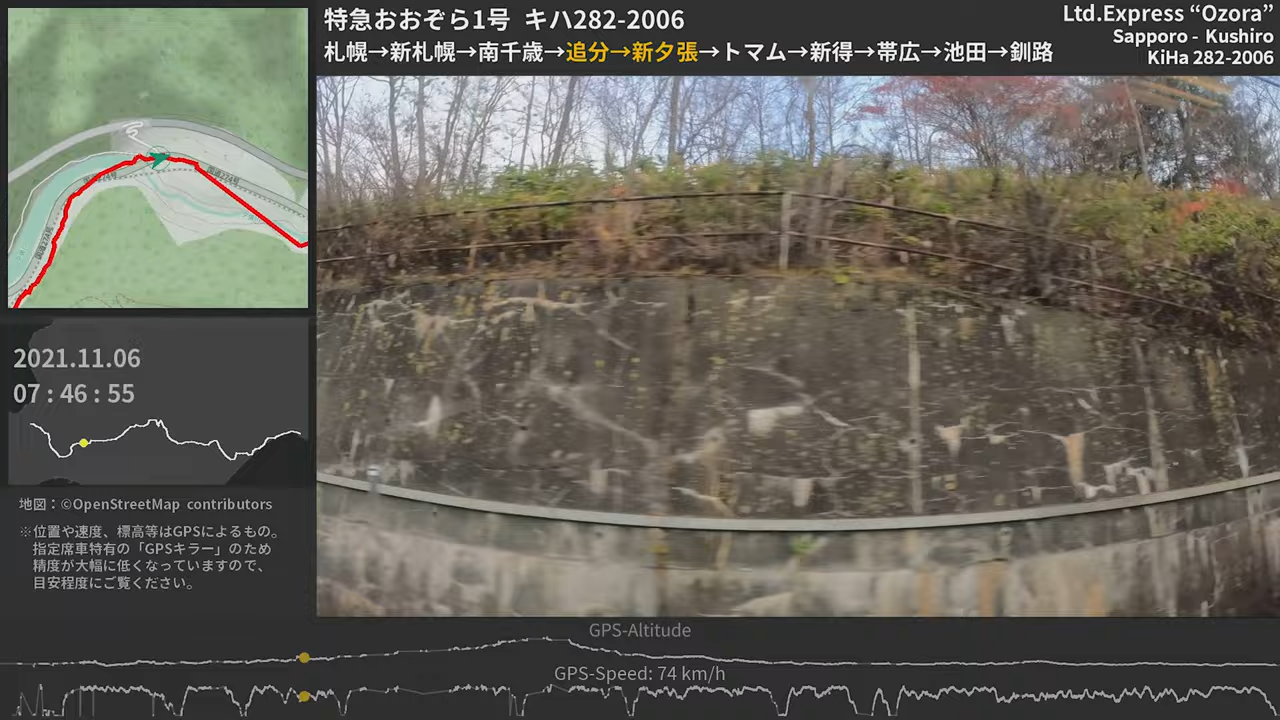 特急おおぞら1号 キハ282-2006
札幌→新札幌→南千歳→追分→新夕張→トマム→新得→帯広→池田→釧路
Ltd.Express “Ozora”
Sapporo - Kushiro
KiHa 282-2006
2021.11.06
07 : 46 : 55
地図：©OpenStreetMap contributors
※位置や速度、標高等はGPSによるもの。
指定席車特有の「GPSキラー」のため
精度が大幅に低くなっていますので、
目安程度にご覧ください。
GPS-Altitude
GPS-Speed: 74 km/h